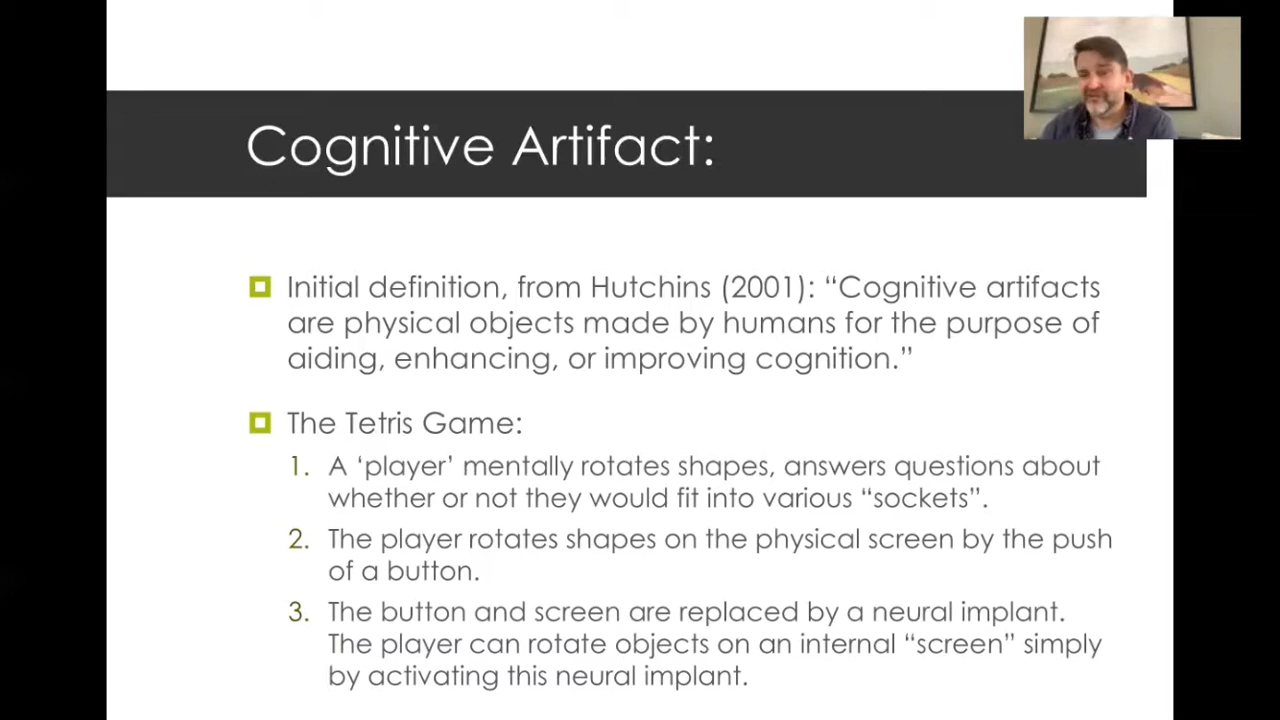 Cognitive Artifact:
Initial definition, from Hutchins (2001): “Cognitive artifacts
are physical objects made by humans for the purpose of
aiding, enhancing, or improving cognition.”
The Tetris Game:
1. A ‘player’ mentally rotates shapes, answers questions about
whether or not they would fit into various “sockets”.
2. The player rotates shapes on the physical screen by the push
of a button.
3. The button and screen are replaced by a neural implant.
The player can rotate objects on an internal “screen” simply
by activating this neural implant.